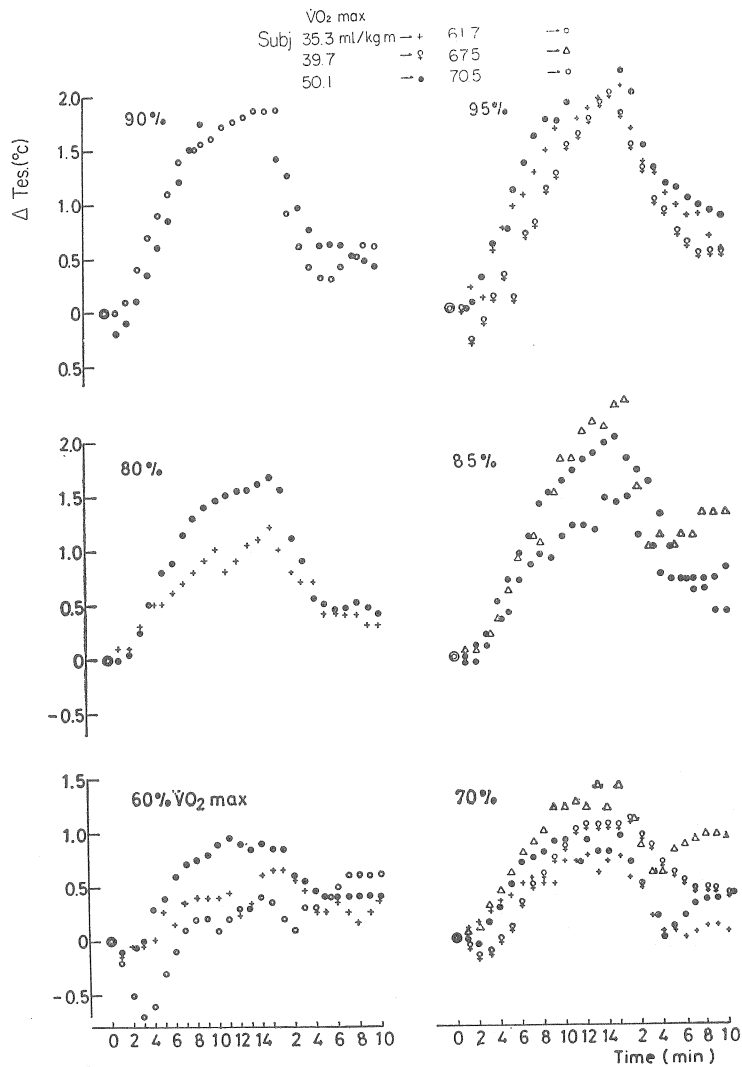 V̇O₂ max
Subj 35.3 ml/kg m → + 61.7 → ○
39.7 → ♀ 67.5 → △
50.1 → ● 70.5 → ○
90%
95%
2.0
1.5
1.0
0.5
0
0.5
Δ Tes.(°c)
80%
85%
2.0
1.5
1.0
0.5
0
-0.5
60% V̇O₂ max
70%
1.5
1.0
0.5
0
-0.5
0 2 4 6 8 10 12 14 2 4 6 8 10
0 2 4 6 8 10 12 14 2 4 6 8 10
Time (min)